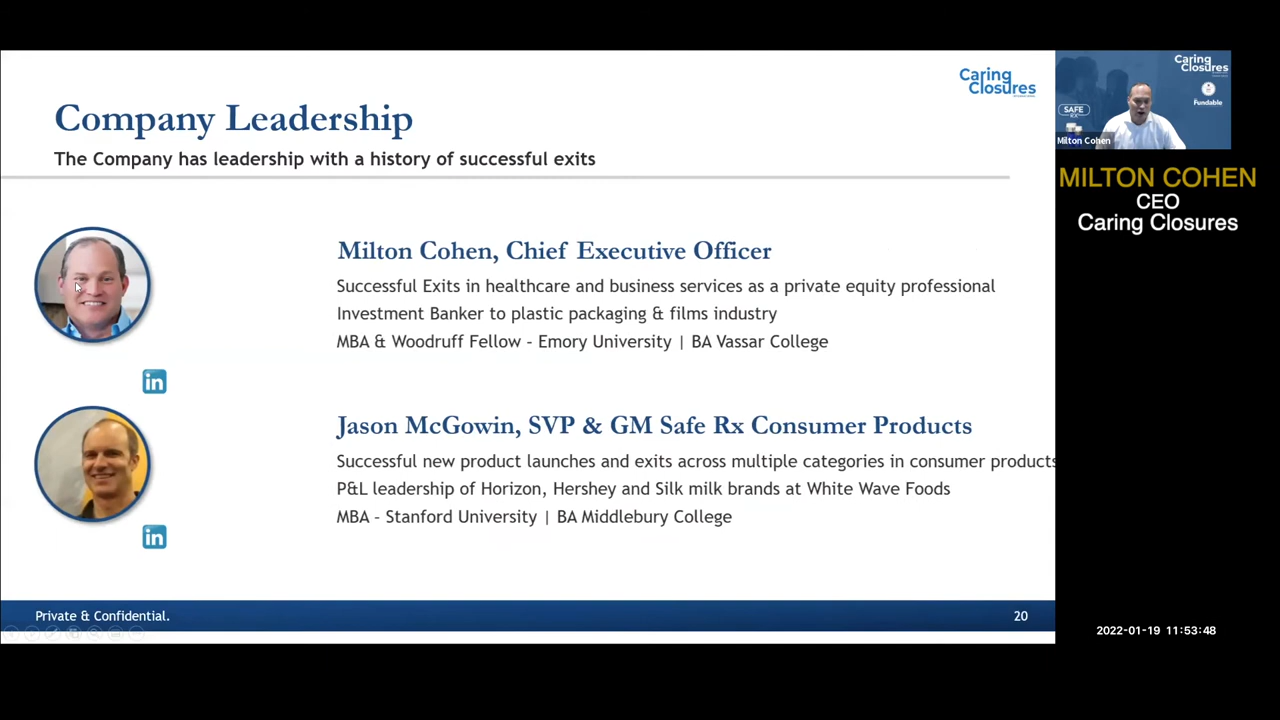 Caring
Closures
Company Leadership
The Company has leadership with a history of successful exits
Milton Cohen, Chief Executive Officer
Successful Exits in healthcare and business services as a private equity professional
Investment Banker to plastic packaging & films industry
MBA & Woodruff Fellow - Emory University | BA Vassar College
in
Jason McGowin, SVP & GM Safe Rx Consumer Products
Successful new product launches and exits across multiple categories in consumer products
P&L leadership of Horizon, Hershey and Silk milk brands at White Wave Foods
MBA - Stanford University | BA Middlebury College
in
Private & Confidential.
20
Caring
Closures
Fundable
SAFE
Milton Cohen
MILTON COHEN
CEO
Caring Closures
2022-01-19 11:53:48